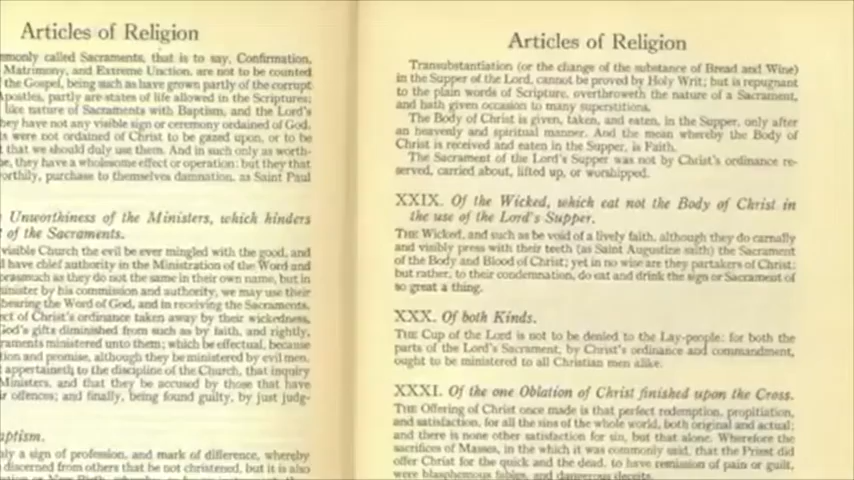 Articles of Religion
monly called Sacraments, that is to say, Confirmation,
Matrimony, and Extreme Unction, are not to be counted
the Gospel, being such as have grown partly of the corrupt
Apostles, partly are states of life allowed in the Scriptures;
like nature of Sacraments with Baptism, and the Lord's
hey have not any visible sign or ceremony ordained of God.
s were not ordained of Christ to be gazed upon, or to be
that we should duly use them. And in such only as worth-
e, they have a wholesome effect or operation: but they that
orthily, purchase to themselves damnation, as Saint Paul
Unworthiness of the Ministers, which hinders
of the Sacraments.
visible Church the evil be ever mingled with the good, and
l have chief authority in the Ministration of the Word and
orasmuch as they do not the same in their own name, but in
inister by his commission and authority, we may use their
hearing the Word of God, and in receiving the Sacraments.
ct of Christ's ordinance taken away by their wickedness,
God's gifts diminished from such as by faith, and rightly,
raments ministered unto them; which be effectual, because
tion and promise, although they be ministered by evil men.
appertaineth to the discipline of the Church, that inquiry
Ministers, and that they be accused by those that have
r offences; and finally, being found guilty, by just judg-
aptism.
ly a sign of profession, and mark of difference, whereby
discerned from others that be not christened, but it is also
Articles of Religion
Transubstantiation (or the change of the substance of Bread and Wine)
in the Supper of the Lord, cannot be proved by Holy Writ; but is repugnant
to the plain words of Scripture, overthroweth the nature of a Sacrament,
and hath given occasion to many superstitions.
The Body of Christ is given, taken, and eaten, in the Supper, only after
an heavenly and spiritual manner. And the mean whereby the Body of
Christ is received and eaten in the Supper, is Faith.
The Sacrament of the Lord's Supper was not by Christ's ordinance re-
served, carried about, lifted up, or worshipped.
XXIX. Of the Wicked, which eat not the Body of Christ in
the use of the Lord's Supper.
THE Wicked, and such as be void of a lively faith, although they do carnally
and visibly press with their teeth (as Saint Augustine saith) the Sacrament
of the Body and Blood of Christ; yet in no wise are they partakers of Christ:
but rather, to their condemnation, do eat and drink the sign or Sacrament of
so great a thing.
XXX. Of both Kinds.
THE Cup of the Lord is not to be denied to the Lay-people: for both the
parts of the Lord's Sacrament, by Christ's ordinance and commandment,
ought to be ministered to all Christian men alike.
XXXI. Of the one Oblation of Christ finished upon the Cross.
THE Offering of Christ once made is that perfect redemption, propitiation,
and satisfaction, for all the sins of the whole world, both original and actual;
and there is none other satisfaction for sin, but that alone. Wherefore the
sacrifices of Masses, in the which it was commonly said, that the Priest did
offer Christ for the quick and the dead, to have remission of pain or guilt,
were blasphemous fables, and dangerous deceits.